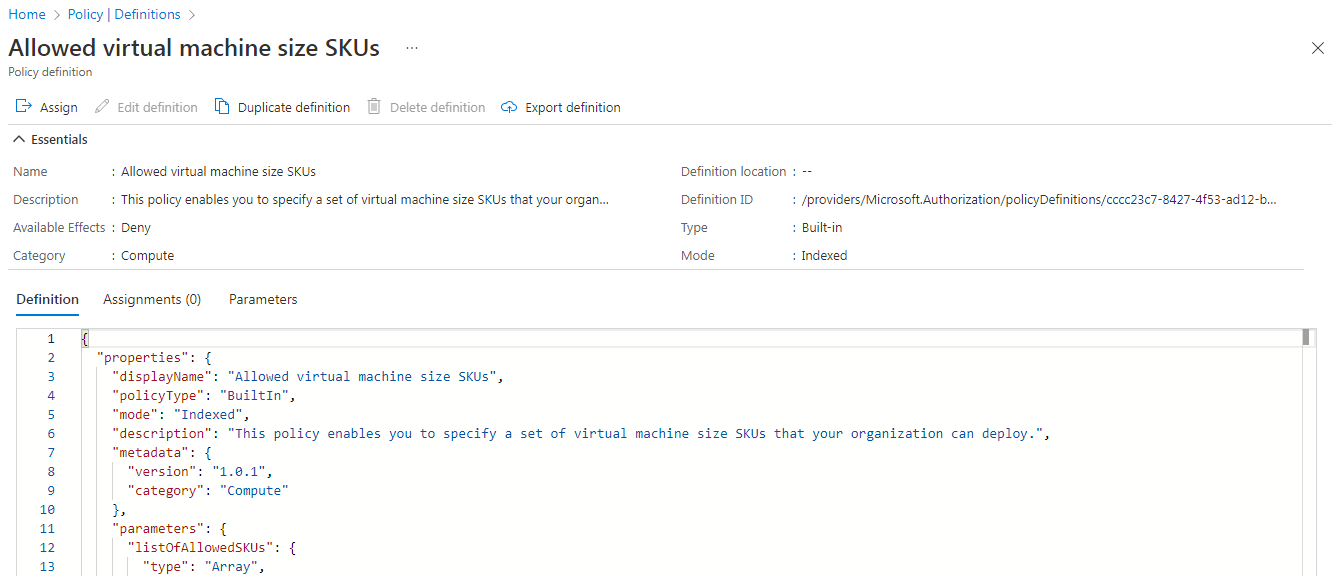 Home > Policy | Definitions >
Allowed virtual machine size SKUs ...
Policy definition
Assign Edit definition Duplicate definition Delete definition Export definition
Essentials
Name : Allowed virtual machine size SKUs
Definition location : --
Description : This policy enables you to specify a set of virtual machine size SKUs that your organ...
Definition ID : /providers/Microsoft.Authorization/policyDefinitions/cccc23c7-8427-4f53-ad12-b...
Available Effects : Deny
Type : Built-in
Category : Compute
Mode : Indexed
Definition Assignments (0) Parameters
1 {
2 "properties": {
3 "displayName": "Allowed virtual machine size SKUs",
4 "policyType": "BuiltIn",
5 "mode": "Indexed",
6 "description": "This policy enables you to specify a set of virtual machine size SKUs that your organization can deploy.",
7 "metadata": {
8 "version": "1.0.1",
9 "category": "Compute"
10 },
11 "parameters": {
12 "listOfAllowedSKUs": {
13 "type": "Array",